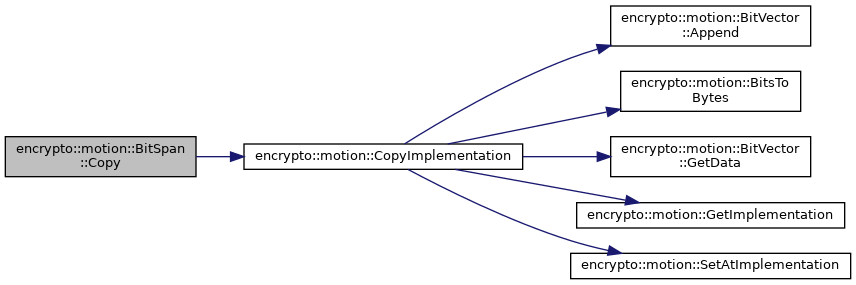 encrypto::motion::BitSpan
::Copy
encrypto::motion::CopyImplementation
encrypto::motion::BitVector
::Append
encrypto::motion::BitsTo
Bytes
encrypto::motion::BitVector
::GetData
encrypto::motion::GetImplementation
encrypto::motion::SetAtImplementation